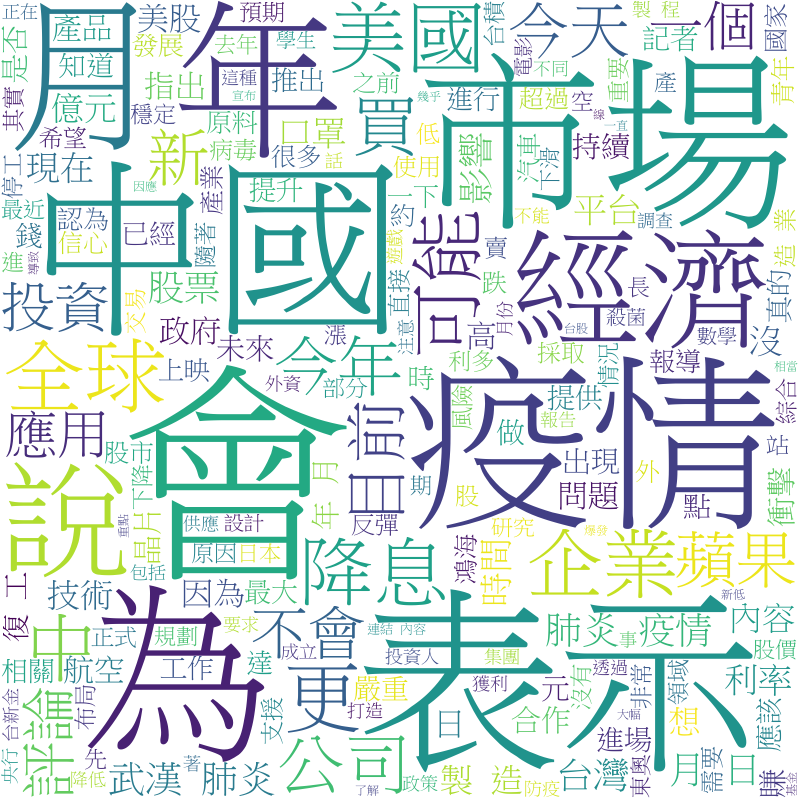 正在
美股
預期
學生
台積
製 程
是否
產品
發展
去年
電影
記者
國家
月
年
美國
今天
一個
知道
指出
這種
推出
之前
不同
重要
產
青年
其實
億元
穩定
宣布
幾乎
進行
超過
空
緣
希望
原料
口罩
買
低
一直
市場
停工
現在
新
病毒
很多
話
使用
影響
汽車
下滑
持續
最近
因應
提升
一下
不能
平台
調查
造 業
中國
認為
已經
產業
錢
信心
隨著
豹
遊戲
可能
賣
經濟
進
導致
股票
直接
跌
殺菌
長
真的
投資
交易
政府
漲
高
月份
台股
數學
沒
注意
全球
上映
未來
今年
利多
採取
情況
相當
外資
部分
時
報導
綜合
應用
會
目前
疫情
風險
報告
提供
做
出現
站
股市
下降
年 月
期
股
外
問題
點
衝擊
說
晶片
供應
設計
反彈
重點
原因
日本
研究
爆發
鴻海
時間
企業
蘋果
包括
降息
新低
復工
技術
因為
最大
為
不會
表示
中
正式
規劃
要求
連結 內容
肺炎
事
疫情
內容
相關
航空
工作
達
成立
投資人
集團
股價
台新金
布局
嚴重
更
獲利
元
沒有
透過
非常
領域
利率
評論
支援
打造
日
合作
想
應該
大幅
進場
央行
先
公司
降低
武漢
著
肺炎
政策
製 造
了解
防疫
台灣
東奧
月 日
需要
賺
基金